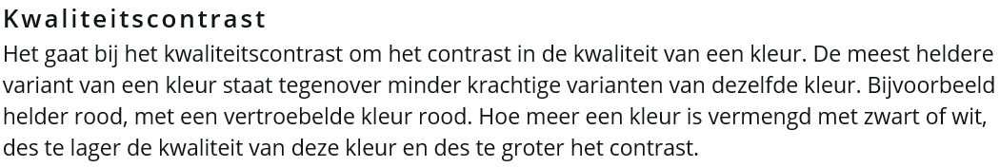 Kwaliteitscontrast
Het gaat bij het kwaliteitscontrast om het contrast in de kwaliteit van een kleur. De meest heldere
variant van een kleur staat tegenover minder krachtige varianten van dezelfde kleur. Bijvoorbeeld
helder rood, met een vertroebelde kleur rood. Hoe meer een kleur is vermengd met zwart of wit,
des te lager de kwaliteit van deze kleur en des te groter het contrast.